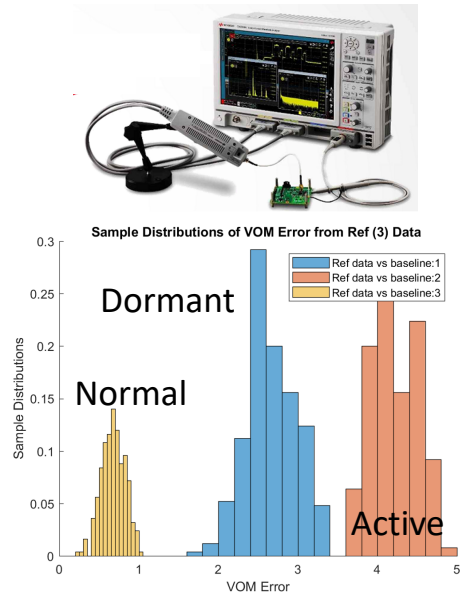 Sample Distributions of VOM Error from Ref (3) Data
0.3
0.25
0.2
0.15
0.1
0.05
0
Sample Distributions
Ref data vs baseline:1
Ref data vs baseline:2
Ref data vs baseline:3
Dormant
Normal
Active
0 1 2 3 4 5
VOM Error